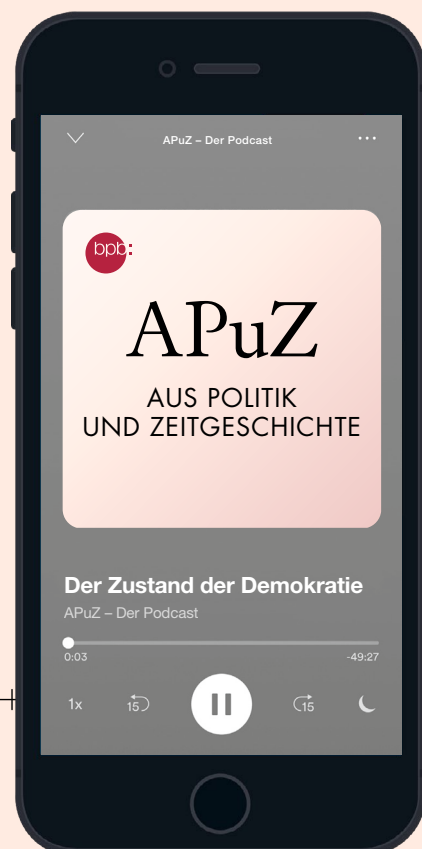 APuZ – Der Podcast
bpb:
APuZ
AUS POLITIK
UND ZEITGESCHICHTE
Der Zustand der Demokratie
APuZ – Der Podcast
0:03 -49:27
1x 15 15